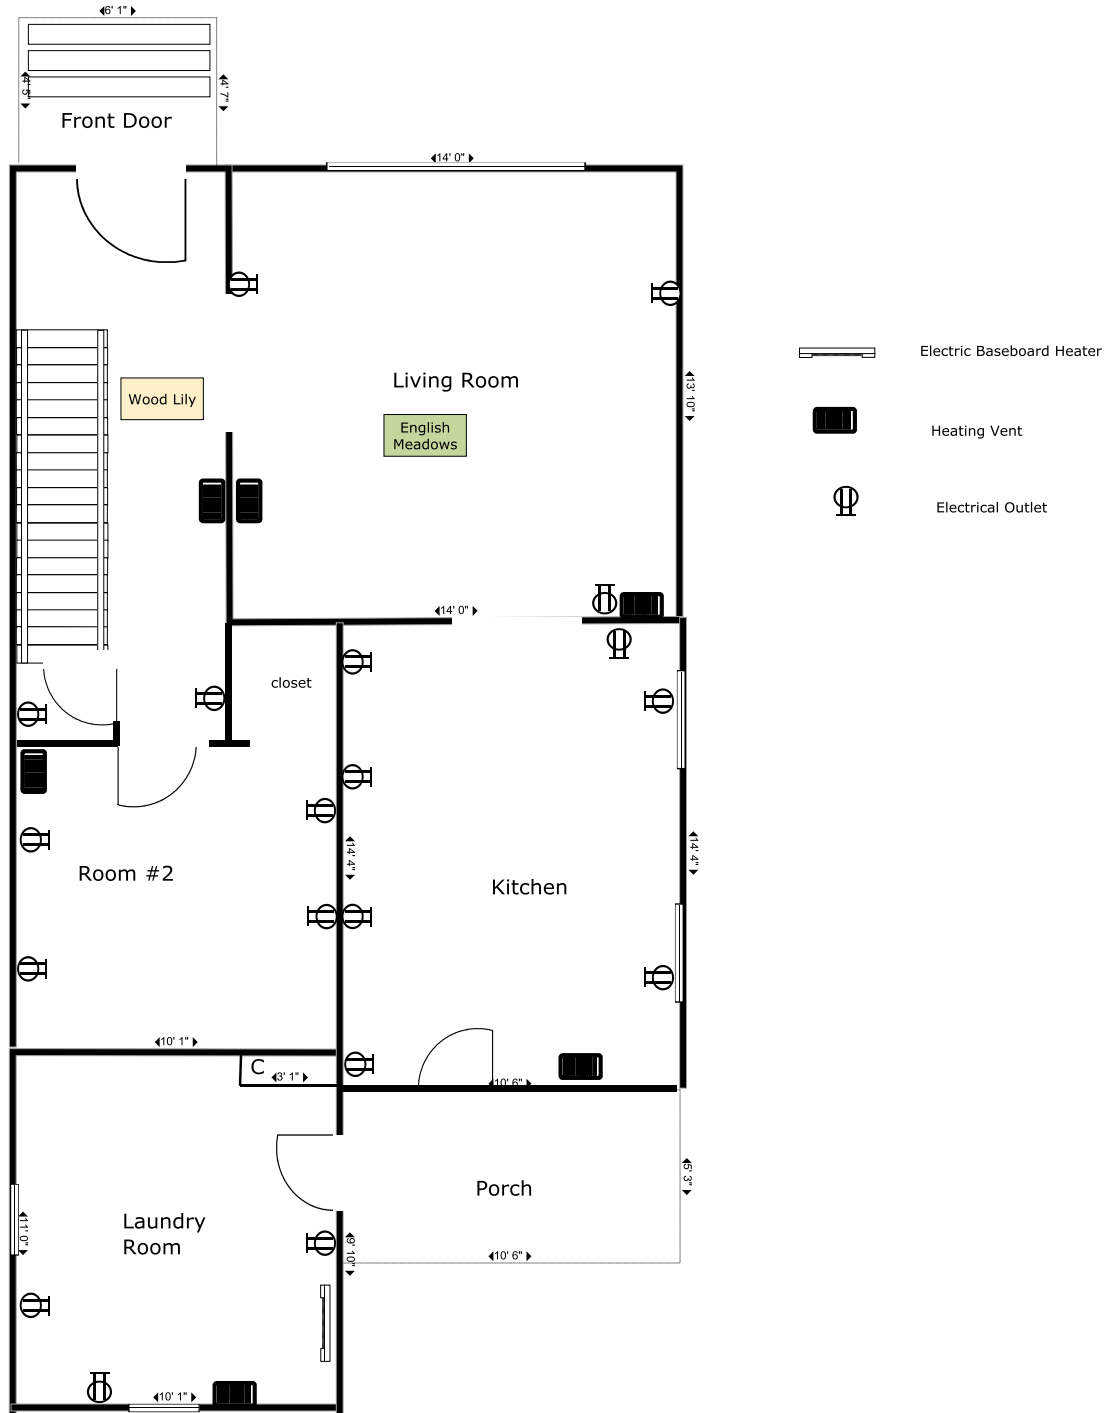 6' 1"
4' 5"
4' 7"
Front Door
14' 0"
Living Room
13' 10"
Wood Lily
English
Meadows
Electric Baseboard Heater
Heating Vent
Electrical Outlet
14' 0"
closet
14' 4"
14' 4"
Room #2
Kitchen
10' 1"
C
3' 1"
10' 6"
Porch
5' 3"
Laundry
Room
11' 0"
9' 10"
10' 6"
10' 1"